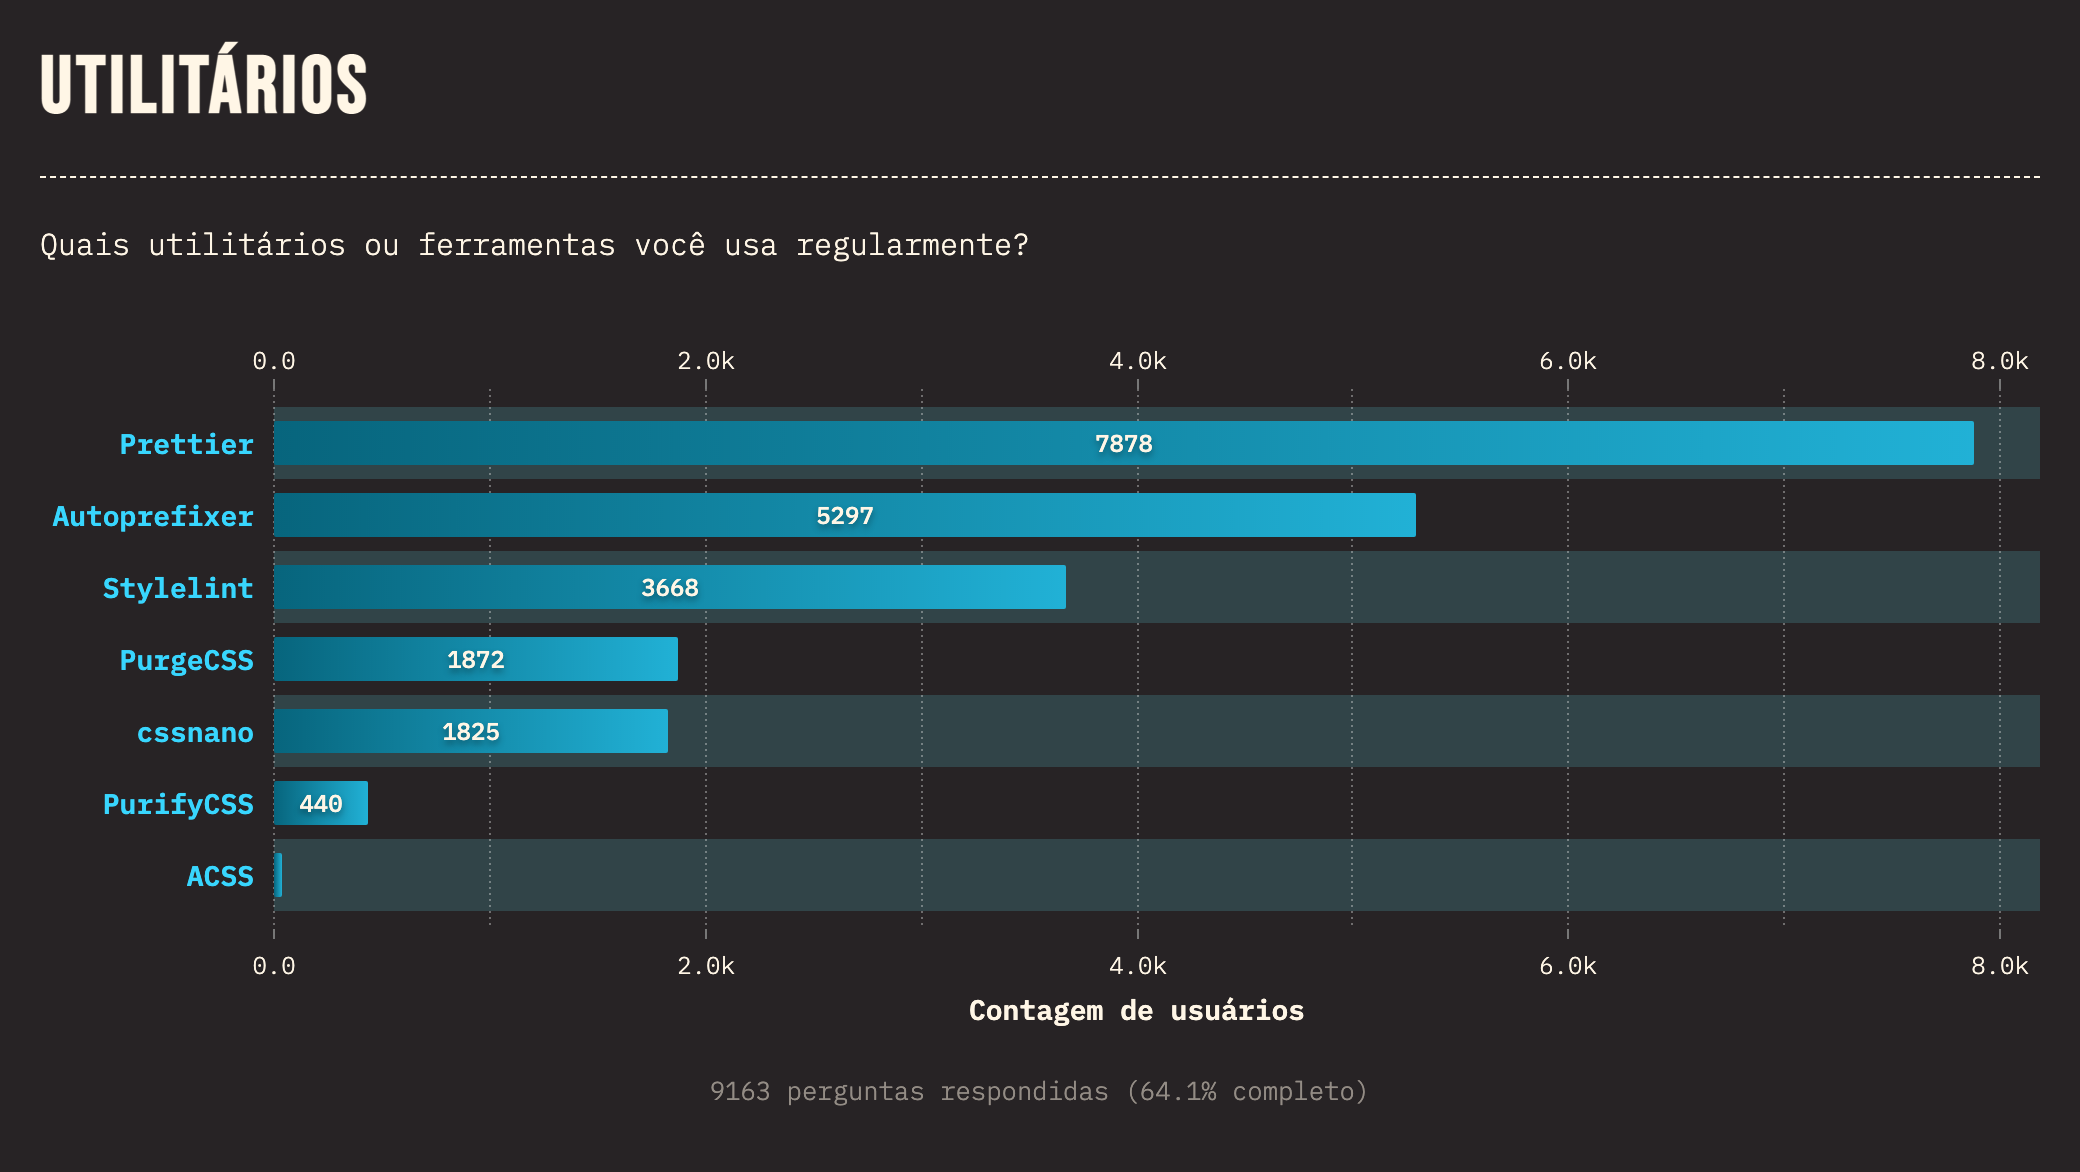 UTILITÁRIOS
Quais utilitários ou ferramentas você usa regularmente?
0.0 2.0k 4.0k 6.0k 8.0k
Prettier 7878
Autoprefixer 5297
Stylelint 3668
PurgeCSS 1872
cssnano 1825
PurifyCSS 440
ACSS
0.0 2.0k 4.0k 6.0k 8.0k
Contagem de usuários
9163 perguntas respondidas (64.1% completo)